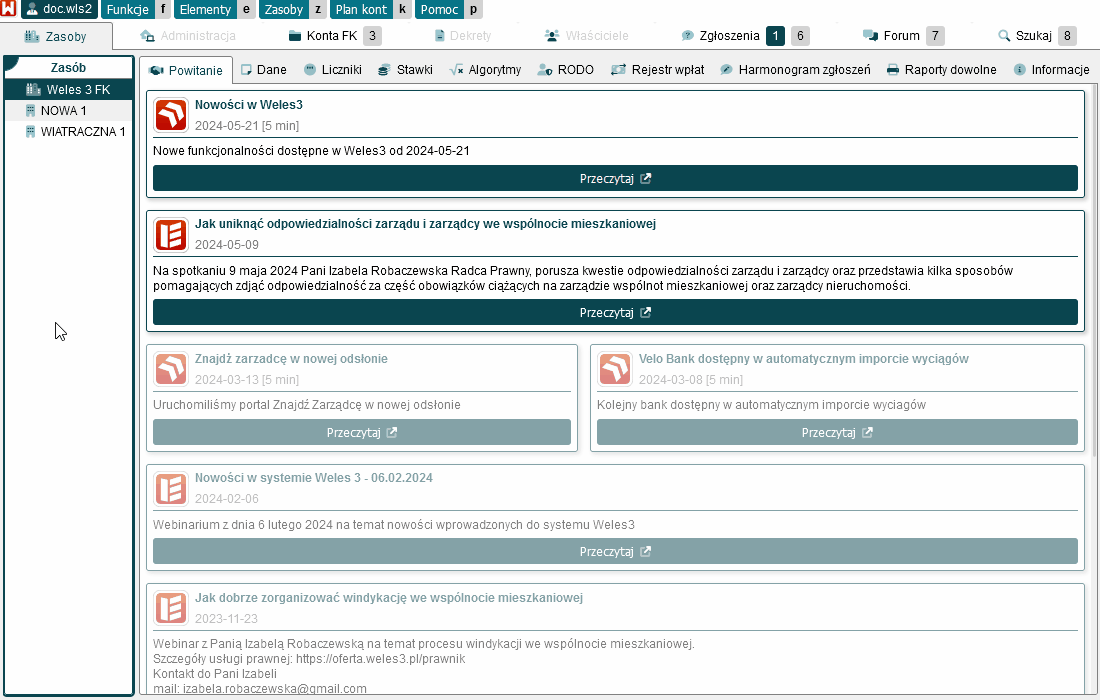 doc.wls2 Funkcje f Elementy e Zasoby z Plan kont k Pomoc p
Zasoby Administracja Konta FK 3 Dekrety Właściciele Zgłoszenia 1 6 Forum 7 Szukaj 8
Zasób
Weles 3 FK
NOWA 1
WIATRACZNA 1
Powitanie Dane Liczniki Stawki Algorytmy RODO Rejestr wpłat Harmonogram zgłoszeń Raporty dowolne Informacje
Nowości w Weles3
2024-05-21 [5 min]
Nowe funkcjonalności dostępne w Weles3 od 2024-05-21
Przeczytaj
Jak uniknąć odpowiedzialności zarządu i zarządcy we wspólnocie mieszkaniowej
2024-05-09
Na spotkaniu 9 maja 2024 Pani Izabela Robaczewska Radca Prawny, porusza kwestie odpowiedzialności zarządu i zarządcy oraz przedstawia kilka sposobów
pomagających zdjąć odpowiedzialność za część obowiązków ciążących na zarządzie wspólnot mieszkaniowej oraz zarządcy nieruchomości.
Przeczytaj
Znajdź zarzadcę w nowej odsłonie
2024-03-13 [5 min]
Uruchomiliśmy portal Znajdź Zarządcę w nowej odsłonie
Przeczytaj
Velo Bank dostępny w automatycznym imporcie wyciągów
2024-03-08 [5 min]
Kolejny bank dostępny w automatycznym imporcie wyciagów
Przeczytaj
Nowości w systemie Weles 3 - 06.02.2024
2024-02-06
Webinarium z dnia 6 lutego 2024 na temat nowości wprowadzonych do systemu Weles3
Przeczytaj
Jak dobrze zorganizować windykację we wspólnocie mieszkaniowej
2023-11-23
Webinar z Panią Izabelą Robaczewską na temat procesu windykacji we wspólnocie mieszkaniowej.
Szczegóły usługi prawnej: https://oferta.weles3.pl/prawnik
Kontakt do Pani Izabeli
mail: izabela.robaczewska@gmail.com